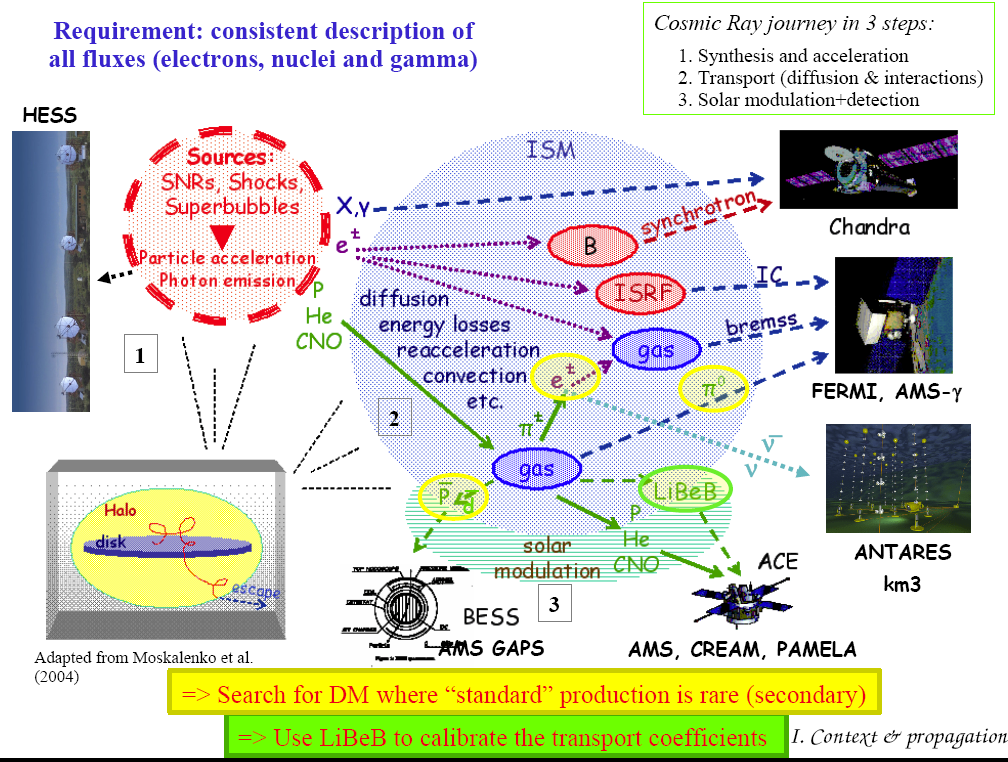 Requirement: consistent description of
all fluxes (electrons, nuclei and gamma)
Cosmic Ray journey in 3 steps:
1. Synthesis and acceleration
2. Transport (diffusion & interactions)
3. Solar modulation+detection
HESS
Sources:
SNRs, Shocks,
Superbubbles
Particle acceleration
Photon emission
1
ISM
X,γ
e±
P
He
CNO
B
synchrotron
Chandra
ISRF
IC
diffusion
energy losses
reacceleration
convection
etc.
gas
bremss
e±
π⁰
FERMI, AMS-γ
2
π±
gas
ν
ν̄
P̄
LiBeB
P
He
CNO
solar
modulation
ANTARES
km3
Halo
disk
escape
3
BESS
AMS GAPS
ACE
AMS, CREAM, PAMELA
Adapted from Moskalenko et al.
(2004)
=> Search for DM where “standard” production is rare (secondary)
=> Use LiBeB to calibrate the transport coefficients
I. Context & propagation